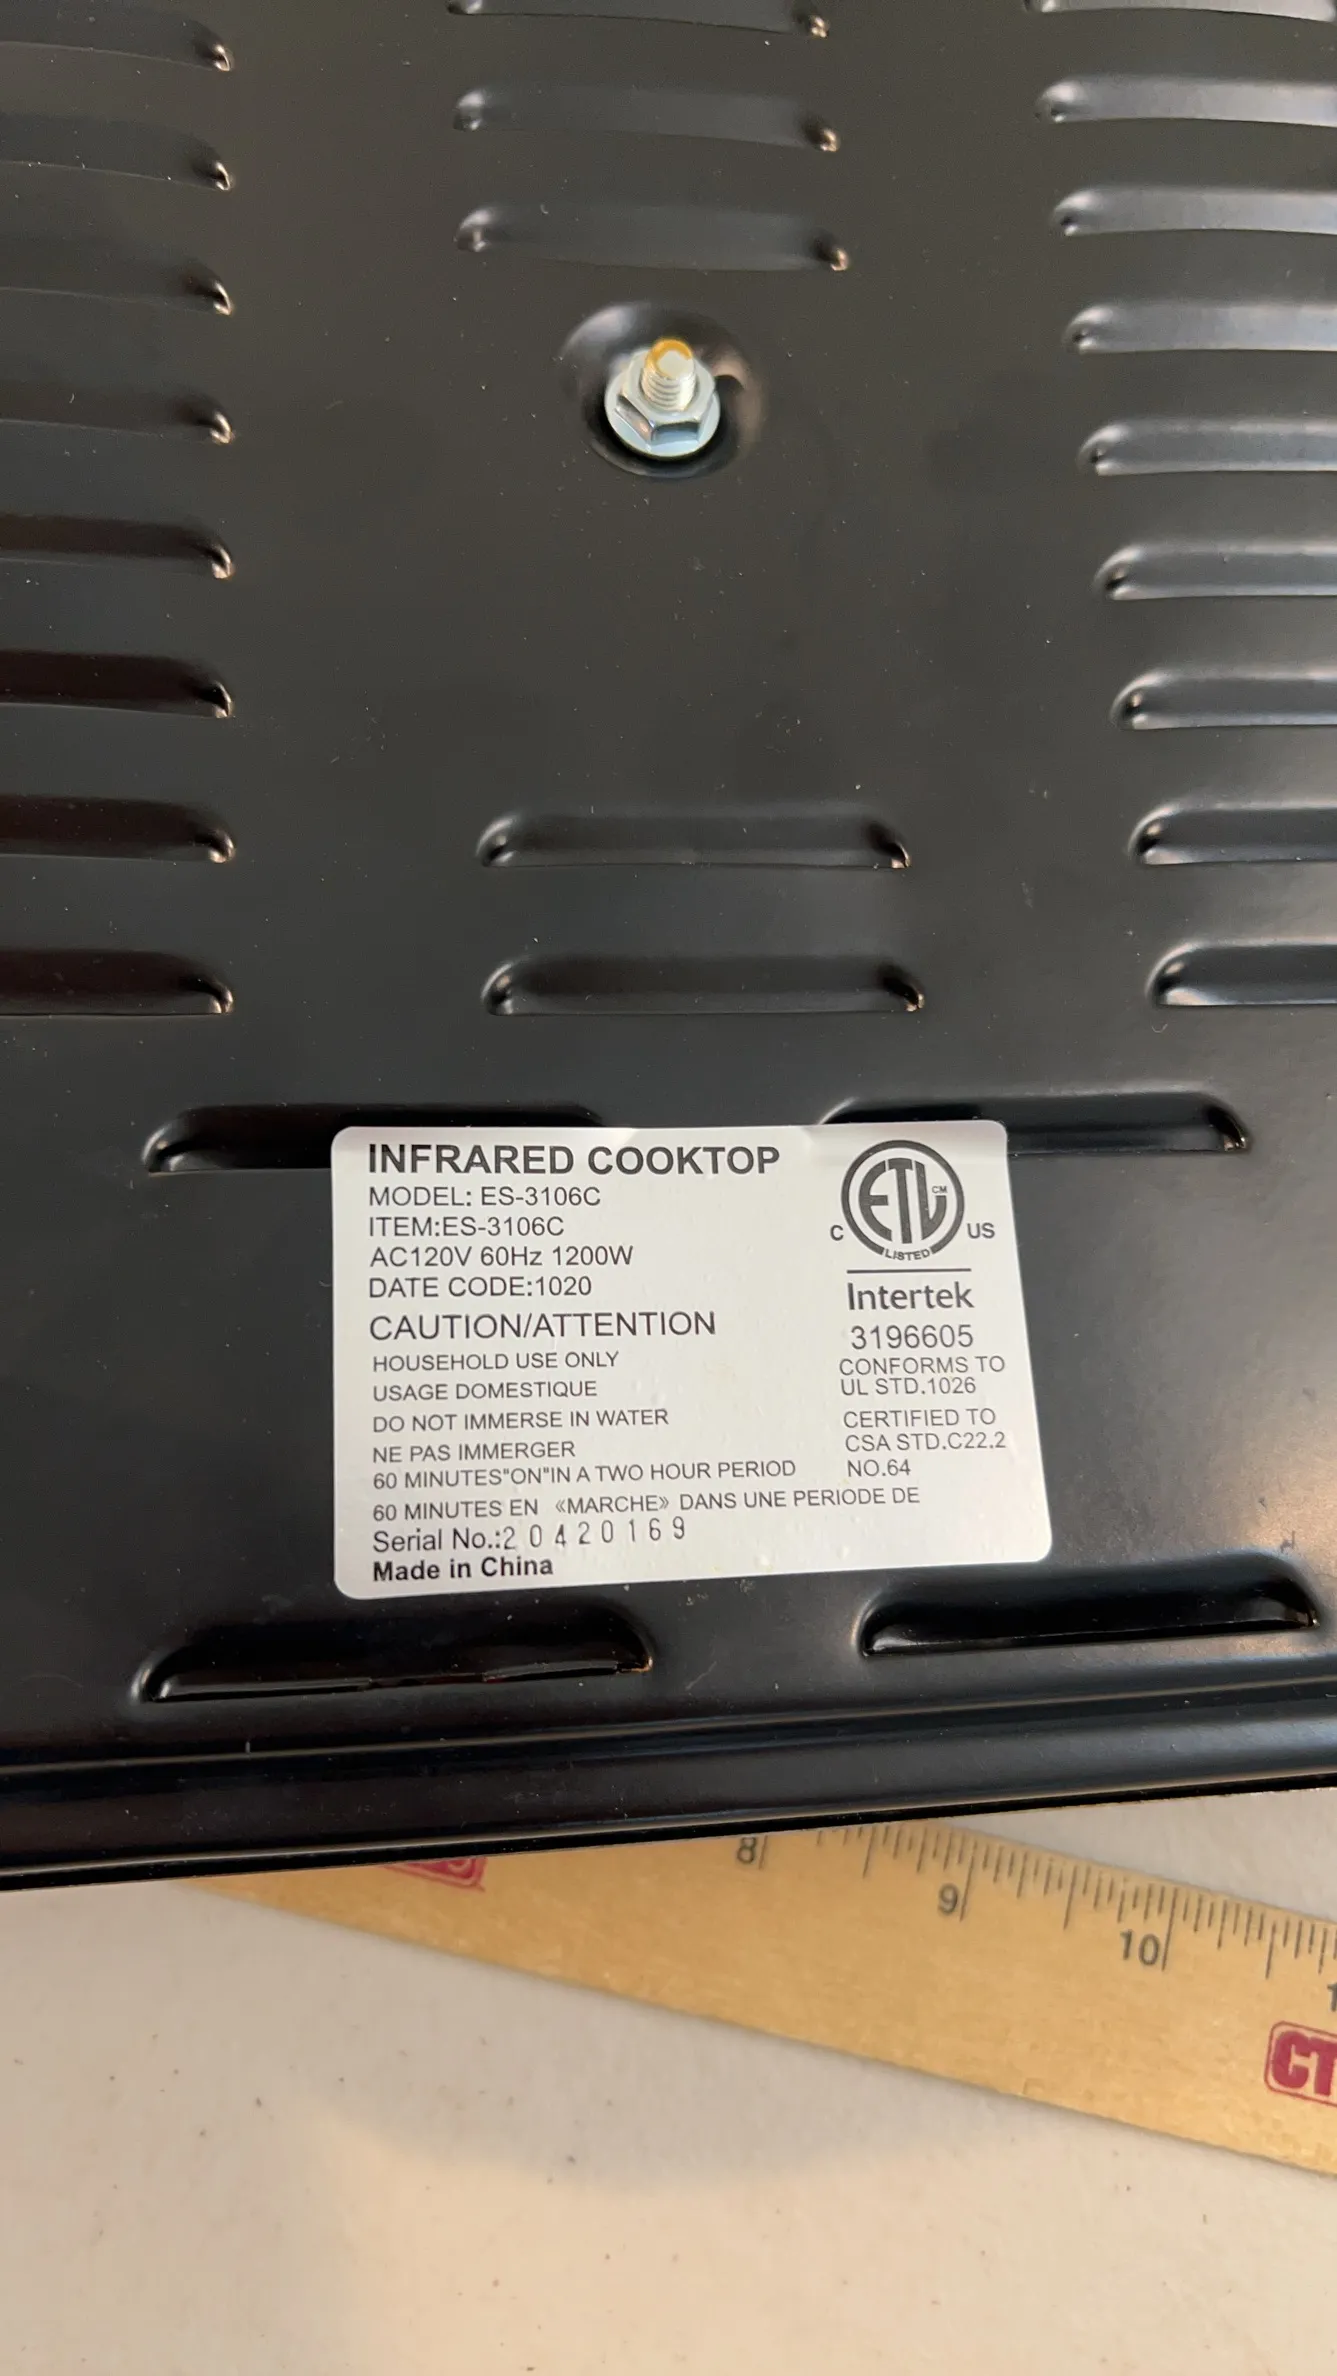 INFRARED COOKTOP
MODEL: ES-3106C
ITEM:ES-3106C
AC120V 60Hz 1200W
DATE CODE:1020
CAUTION/ATTENTION
HOUSEHOLD USE ONLY
USAGE DOMESTIQUE
DO NOT IMMERSE IN WATER
NE PAS IMMERGER
60 MINUTES"ON"IN A TWO HOUR PERIOD
60 MINUTES EN «MARCHE» DANS UNE PERIODE DE
Serial No.:20420169
Made in China
ETL CM
LISTED
C US
Intertek
3196605
CONFORMS TO
UL STD.1026
CERTIFIED TO
CSA STD.C22.2
NO.64
8
9
10